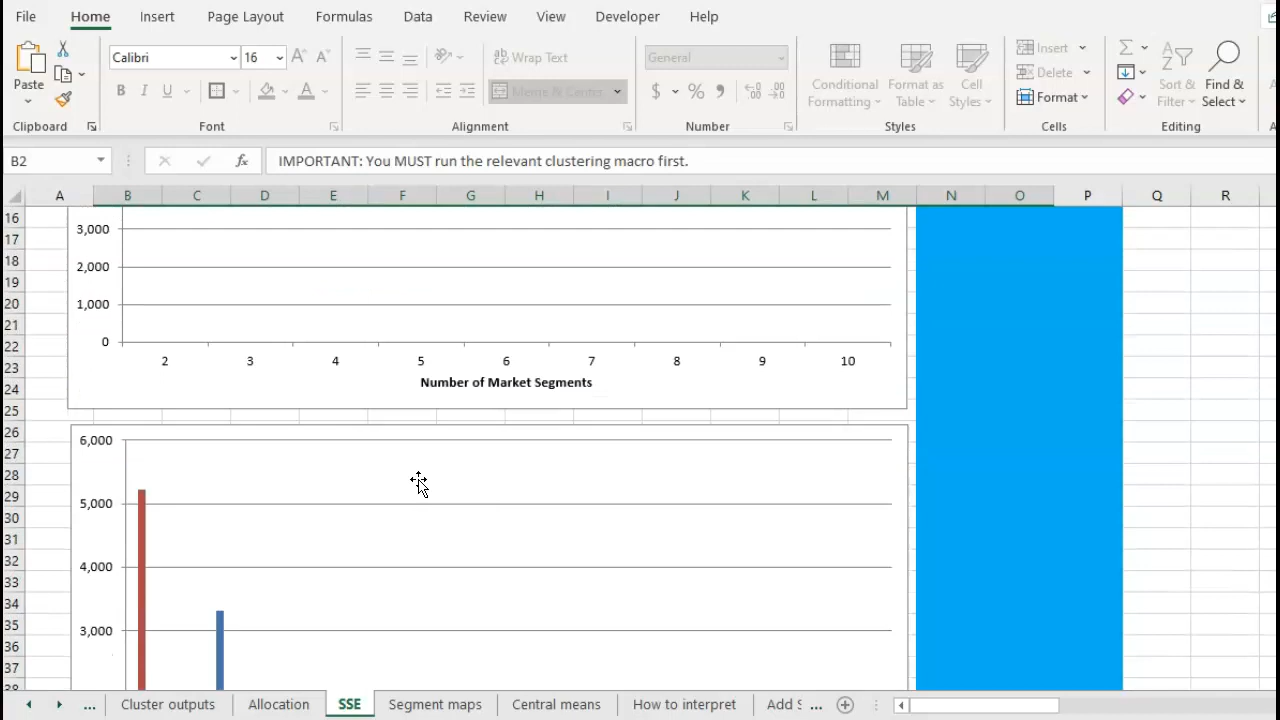 File Home Insert Page Layout Formulas Data Review View Developer Help
Calibri 16 Wrap Text General Insert
Paste B I U Merge & Center $ % Conditional Formatting Format as Table Cell Styles Delete Format Sort & Filter Find & Select
Clipboard Font Alignment Number Styles Cells Editing
B2 fx IMPORTANT: You MUST run the relevant clustering macro first.
A B C D E F G H I J K L M N O P Q R
16
17 3,000
18
19 2,000
20
21 1,000
22 0
23 2 3 4 5 6 7 8 9 10
24 Number of Market Segments
25
26 6,000
27
28
29 5,000
30
31
32 4,000
33
34
35 3,000
36
37
38
... Cluster outputs Allocation SSE Segment maps Central means How to interpret Add S ...